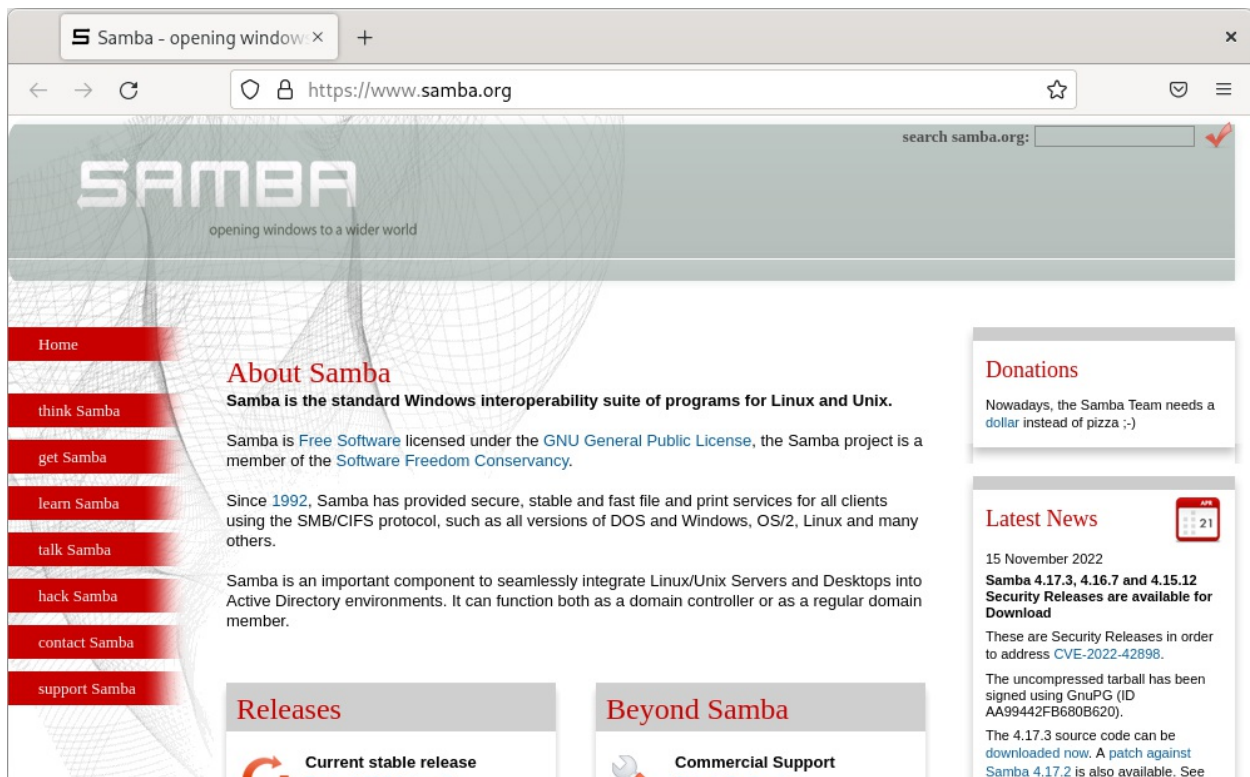 Samba - opening windows
https://www.samba.org
search samba.org:
SAMBA
opening windows to a wider world
Home
think Samba
get Samba
learn Samba
talk Samba
hack Samba
contact Samba
support Samba
About Samba
Samba is the standard Windows interoperability suite of programs for Linux and Unix.
Samba is Free Software licensed under the GNU General Public License, the Samba project is a
member of the Software Freedom Conservancy.
Since 1992, Samba has provided secure, stable and fast file and print services for all clients
using the SMB/CIFS protocol, such as all versions of DOS and Windows, OS/2, Linux and many
others.
Samba is an important component to seamlessly integrate Linux/Unix Servers and Desktops into
Active Directory environments. It can function both as a domain controller or as a regular domain
member.
Releases
Current stable release
Beyond Samba
Commercial Support
Donations
Nowadays, the Samba Team needs a
dollar instead of pizza ;-)
Latest News
APR
21
15 November 2022
Samba 4.17.3, 4.16.7 and 4.15.12
Security Releases are available for
Download
These are Security Releases in order
to address CVE-2022-42898.
The uncompressed tarball has been
signed using GnuPG (ID
AA99442FB680B620).
The 4.17.3 source code can be
downloaded now. A patch against
Samba 4.17.2 is also available. See